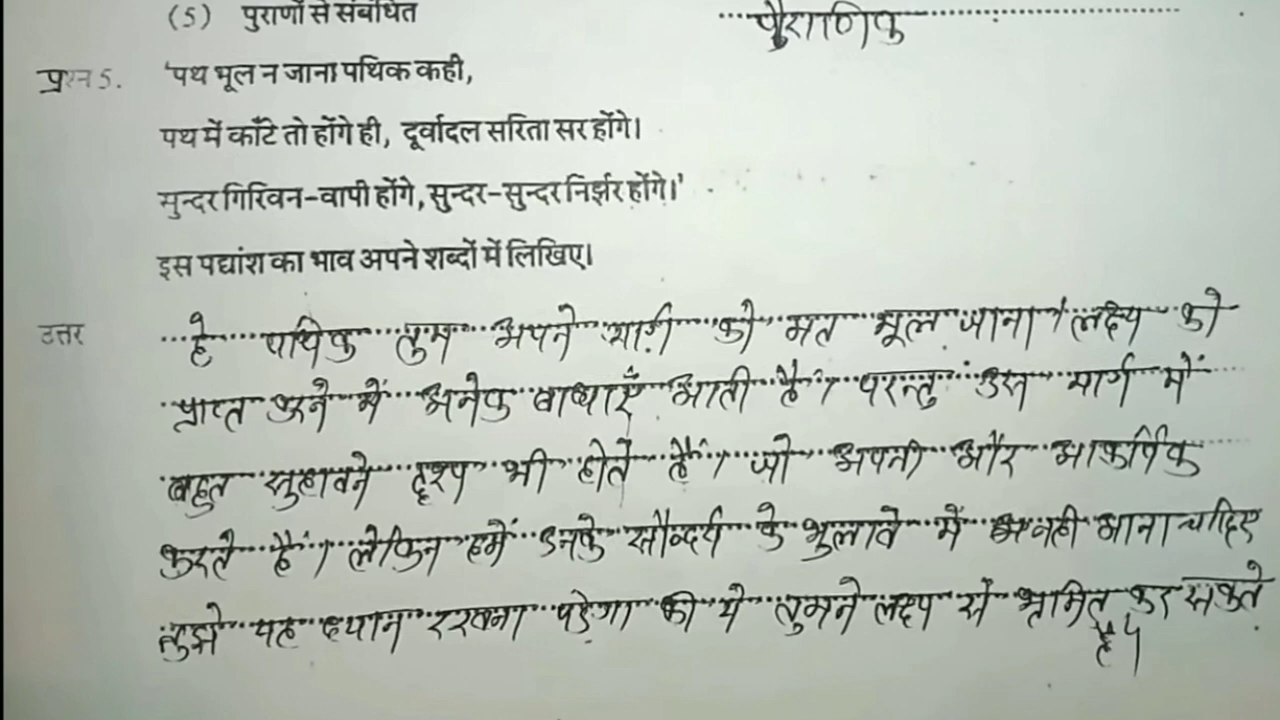 (5) पुराणों से संबंधित पौराणिक
प्रश्न 5. 'पथ भूल न जाना पथिक कही,
पथ में काँटे तो होंगे ही, दूर्वादल सरिता सर होंगे।
सुन्दर गिरिवन-वापी होंगे, सुन्दर-सुन्दर निर्झर होंगे।'
इस पद्यांश का भाव अपने शब्दों में लिखिए।
उत्तर हे पथिक तुम अपने मार्ग को मत भूल जाना। लक्ष्य को
प्राप्त करने में अनेक बाधाएँ आती है। परन्तु उस मार्ग में
बहुत सुहावने दृश्य भी होते हैं। जो अपनी और आकर्षिक
करते हैं। लेकिन हमें उनके सौन्दर्य के भुलावे में नही आना चाहिए
तुझे यह ध्यान रखना पड़ेगा की ये तुमने लक्ष्य से भ्रामित कर सकते
है।